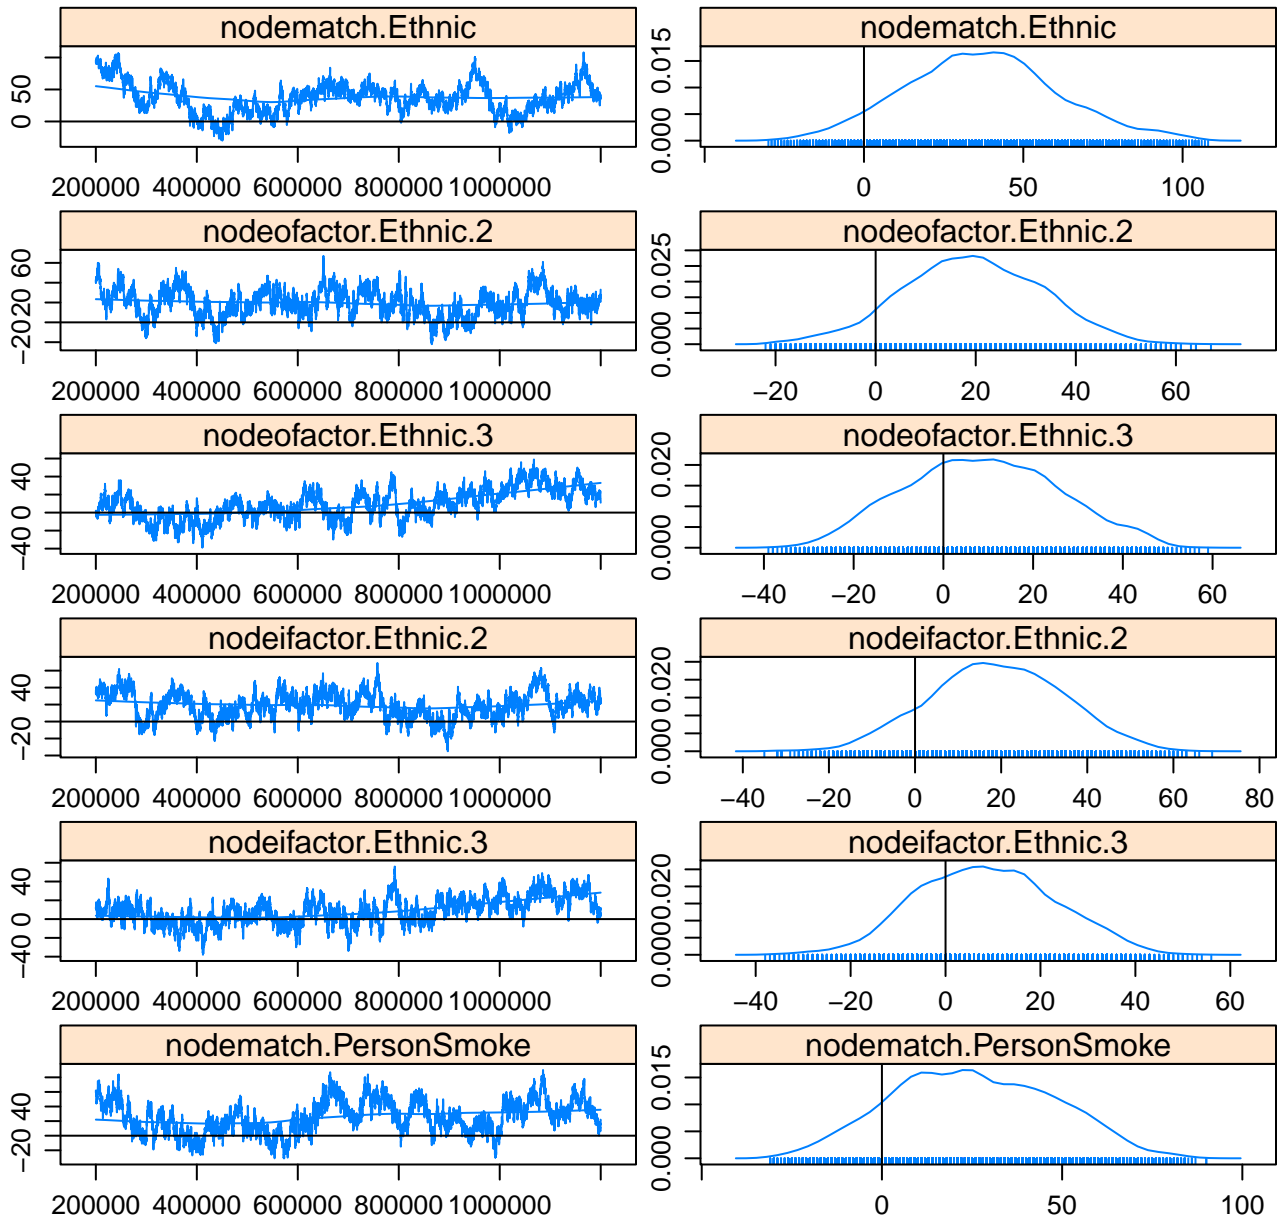 nodematch.Ethnic
0 50
200000 400000 600000 800000 1000000
nodematch.Ethnic
0.000 0.015
0 50 100
nodeofactor.Ethnic.2
−20 20 60
200000 400000 600000 800000 1000000
nodeofactor.Ethnic.2
0.000 0.025
−20 0 20 40 60
nodeofactor.Ethnic.3
−40 0 40
200000 400000 600000 800000 1000000
nodeofactor.Ethnic.3
0.000 0.020
−40 −20 0 20 40 60
nodeifactor.Ethnic.2
−20 40
200000 400000 600000 800000 1000000
nodeifactor.Ethnic.2
0.000 0.020
−40 −20 0 20 40 60 80
nodeifactor.Ethnic.3
−40 0 40
200000 400000 600000 800000 1000000
nodeifactor.Ethnic.3
0.000 0.020
−40 −20 0 20 40 60
nodematch.PersonSmoke
−20 40
200000 400000 600000 800000 1000000
nodematch.PersonSmoke
0.000 0.015
0 50 100